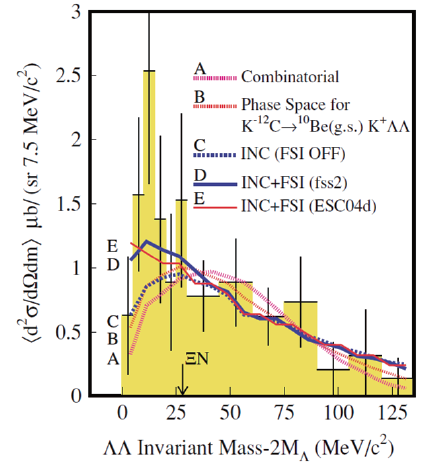 3
2.5
2
1.5
1
0.5
0
⟨d²σ/dΩdm⟩ μb/(sr 7.5 MeV/c²)
A Combinatorial
B Phase Space for
K⁻¹²C→¹⁰Be(g.s.) K⁺ΛΛ
C INC (FSI OFF)
D INC+FSI (fss2)
E INC+FSI (ESC04d)
E
D
C
B
A
ΞN
0 25 50 75 100 125
ΛΛ Invariant Mass-2M_Λ (MeV/c²)